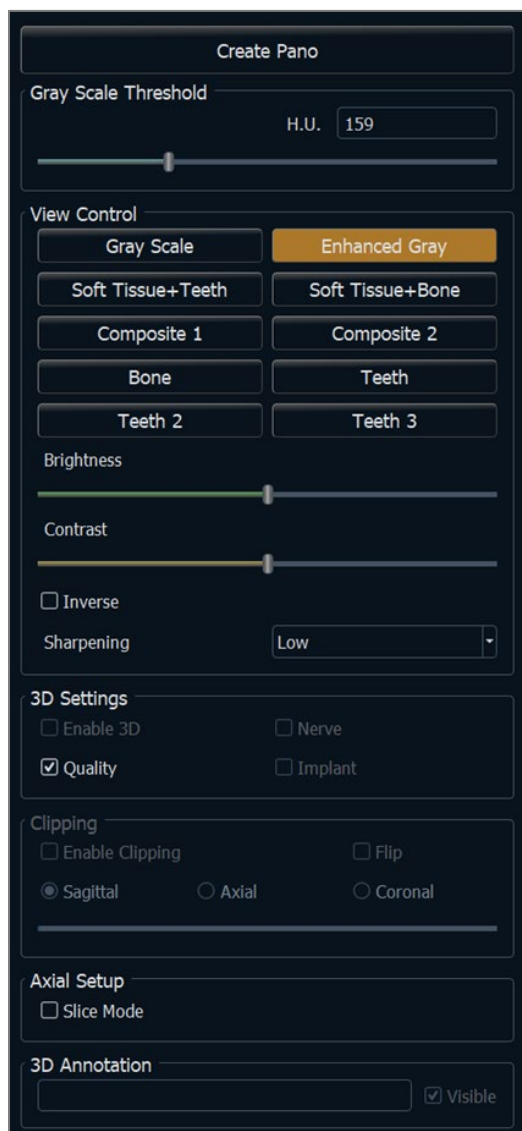 Create Pano
Gray Scale Threshold
H.U. 159
View Control
Gray Scale Enhanced Gray
Soft Tissue+Teeth Soft Tissue+Bone
Composite 1 Composite 2
Bone Teeth
Teeth 2 Teeth 3
Brightness
Contrast
Inverse
Sharpening Low
3D Settings
Enable 3D Nerve
Quality Implant
Clipping
Enable Clipping Flip
Sagittal Axial Coronal
Axial Setup
Slice Mode
3D Annotation
Visible